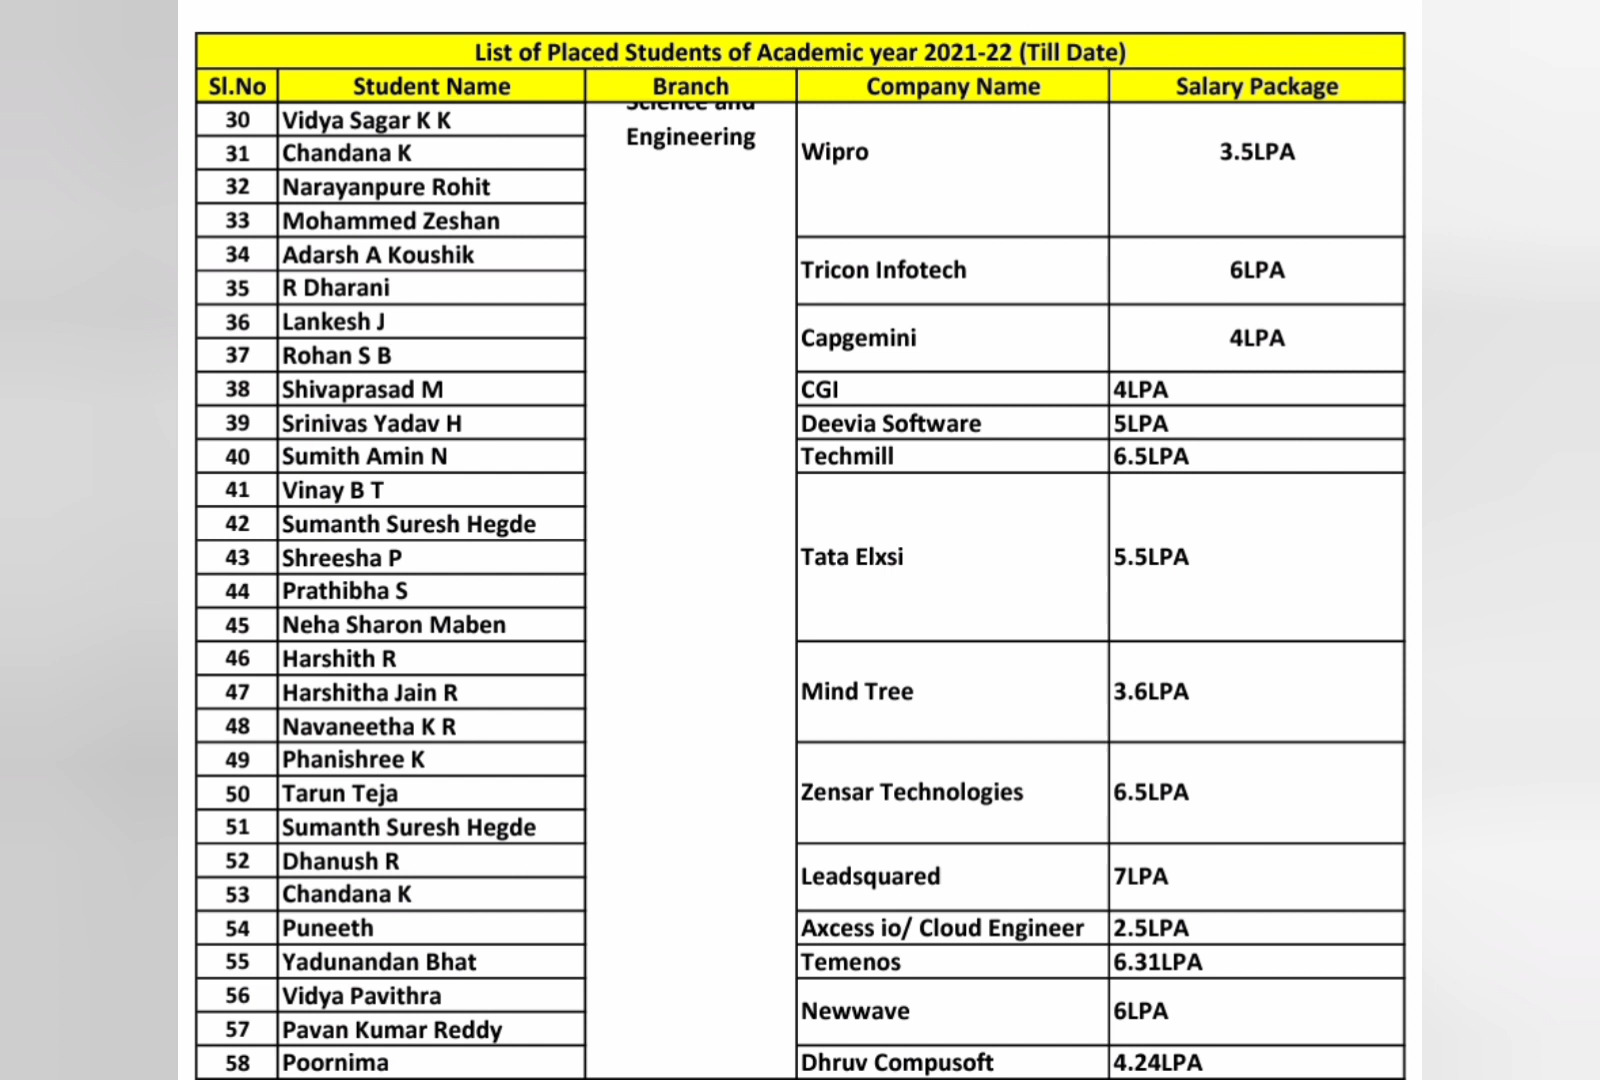 List of Placed Students of Academic year 2021-22 (Till Date)
Sl.No Student Name Branch Company Name Salary Package
Science and
Engineering
30 Vidya Sagar K K
31 Chandana K
32 Narayanpure Rohit
33 Mohammed Zeshan
Wipro 3.5LPA
34 Adarsh A Koushik
35 R Dharani
Tricon Infotech 6LPA
36 Lankesh J
37 Rohan S B
Capgemini 4LPA
38 Shivaprasad M CGI 4LPA
39 Srinivas Yadav H Deevia Software 5LPA
40 Sumith Amin N Techmill 6.5LPA
41 Vinay B T
42 Sumanth Suresh Hegde
43 Shreesha P
44 Prathibha S
45 Neha Sharon Maben
Tata Elxsi 5.5LPA
46 Harshith R
47 Harshitha Jain R
48 Navaneetha K R
Mind Tree 3.6LPA
49 Phanishree K
50 Tarun Teja
51 Sumanth Suresh Hegde
Zensar Technologies 6.5LPA
52 Dhanush R
53 Chandana K
Leadsquared 7LPA
54 Puneeth Axcess io/ Cloud Engineer 2.5LPA
55 Yadunandan Bhat Temenos 6.31LPA
56 Vidya Pavithra
57 Pavan Kumar Reddy
Newwave 6LPA
58 Poornima Dhruv Compusoft 4.24LPA